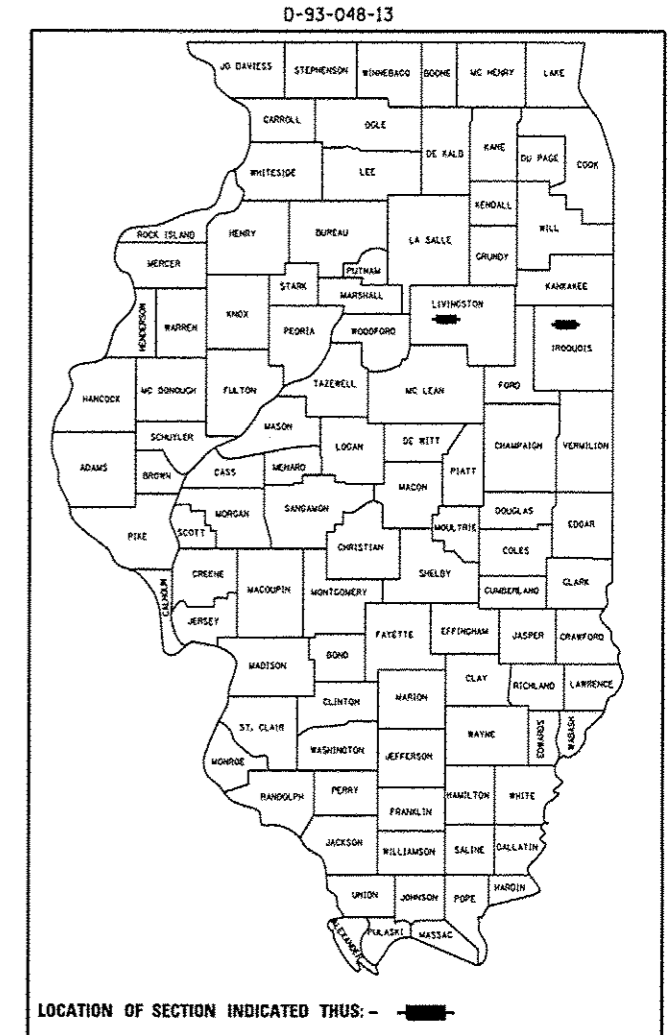 D-93-048-13
JO DAVIESS STEPHENSON WINNEBAGO BOONE MC HENRY LAKE
CARROLL OGLE DE KALB KANE DU PAGE COOK
WHITESIDE LEE
KENDALL
ROCK ISLAND HENRY BUREAU LA SALLE GRUNDY WILL
MERCER PUTNAM
STARK MARSHALL KANKAKEE
HENDERSON WARREN KNOX PEORIA WOODFORD LIVINGSTON IROQUOIS
HANCOCK MC DONOUGH FULTON TAZEWELL MC LEAN FORD
MASON
SCHUYLER LOGAN DE WITT CHAMPAIGN VERMILION
ADAMS BROWN CASS MENARD MACON PIATT
MORGAN SANGAMON DOUGLAS EDGAR
PIKE SCOTT CHRISTIAN MOULTRIE COLES
GREENE MACOUPIN MONTGOMERY SHELBY CUMBERLAND CLARK
CALHOUN JERSEY
FAYETTE EFFINGHAM JASPER CRAWFORD
MADISON BOND
CLAY RICHLAND LAWRENCE
CLINTON MARION
ST. CLAIR WAYNE EDWARDS WABASH
MONROE WASHINGTON JEFFERSON
RANDOLPH PERRY HAMILTON WHITE
FRANKLIN
JACKSON WILLIAMSON SALINE GALLATIN
UNION JOHNSON POPE HARDIN
ALEXANDER PULASKI MASSAC
LOCATION OF SECTION INDICATED THUS: -